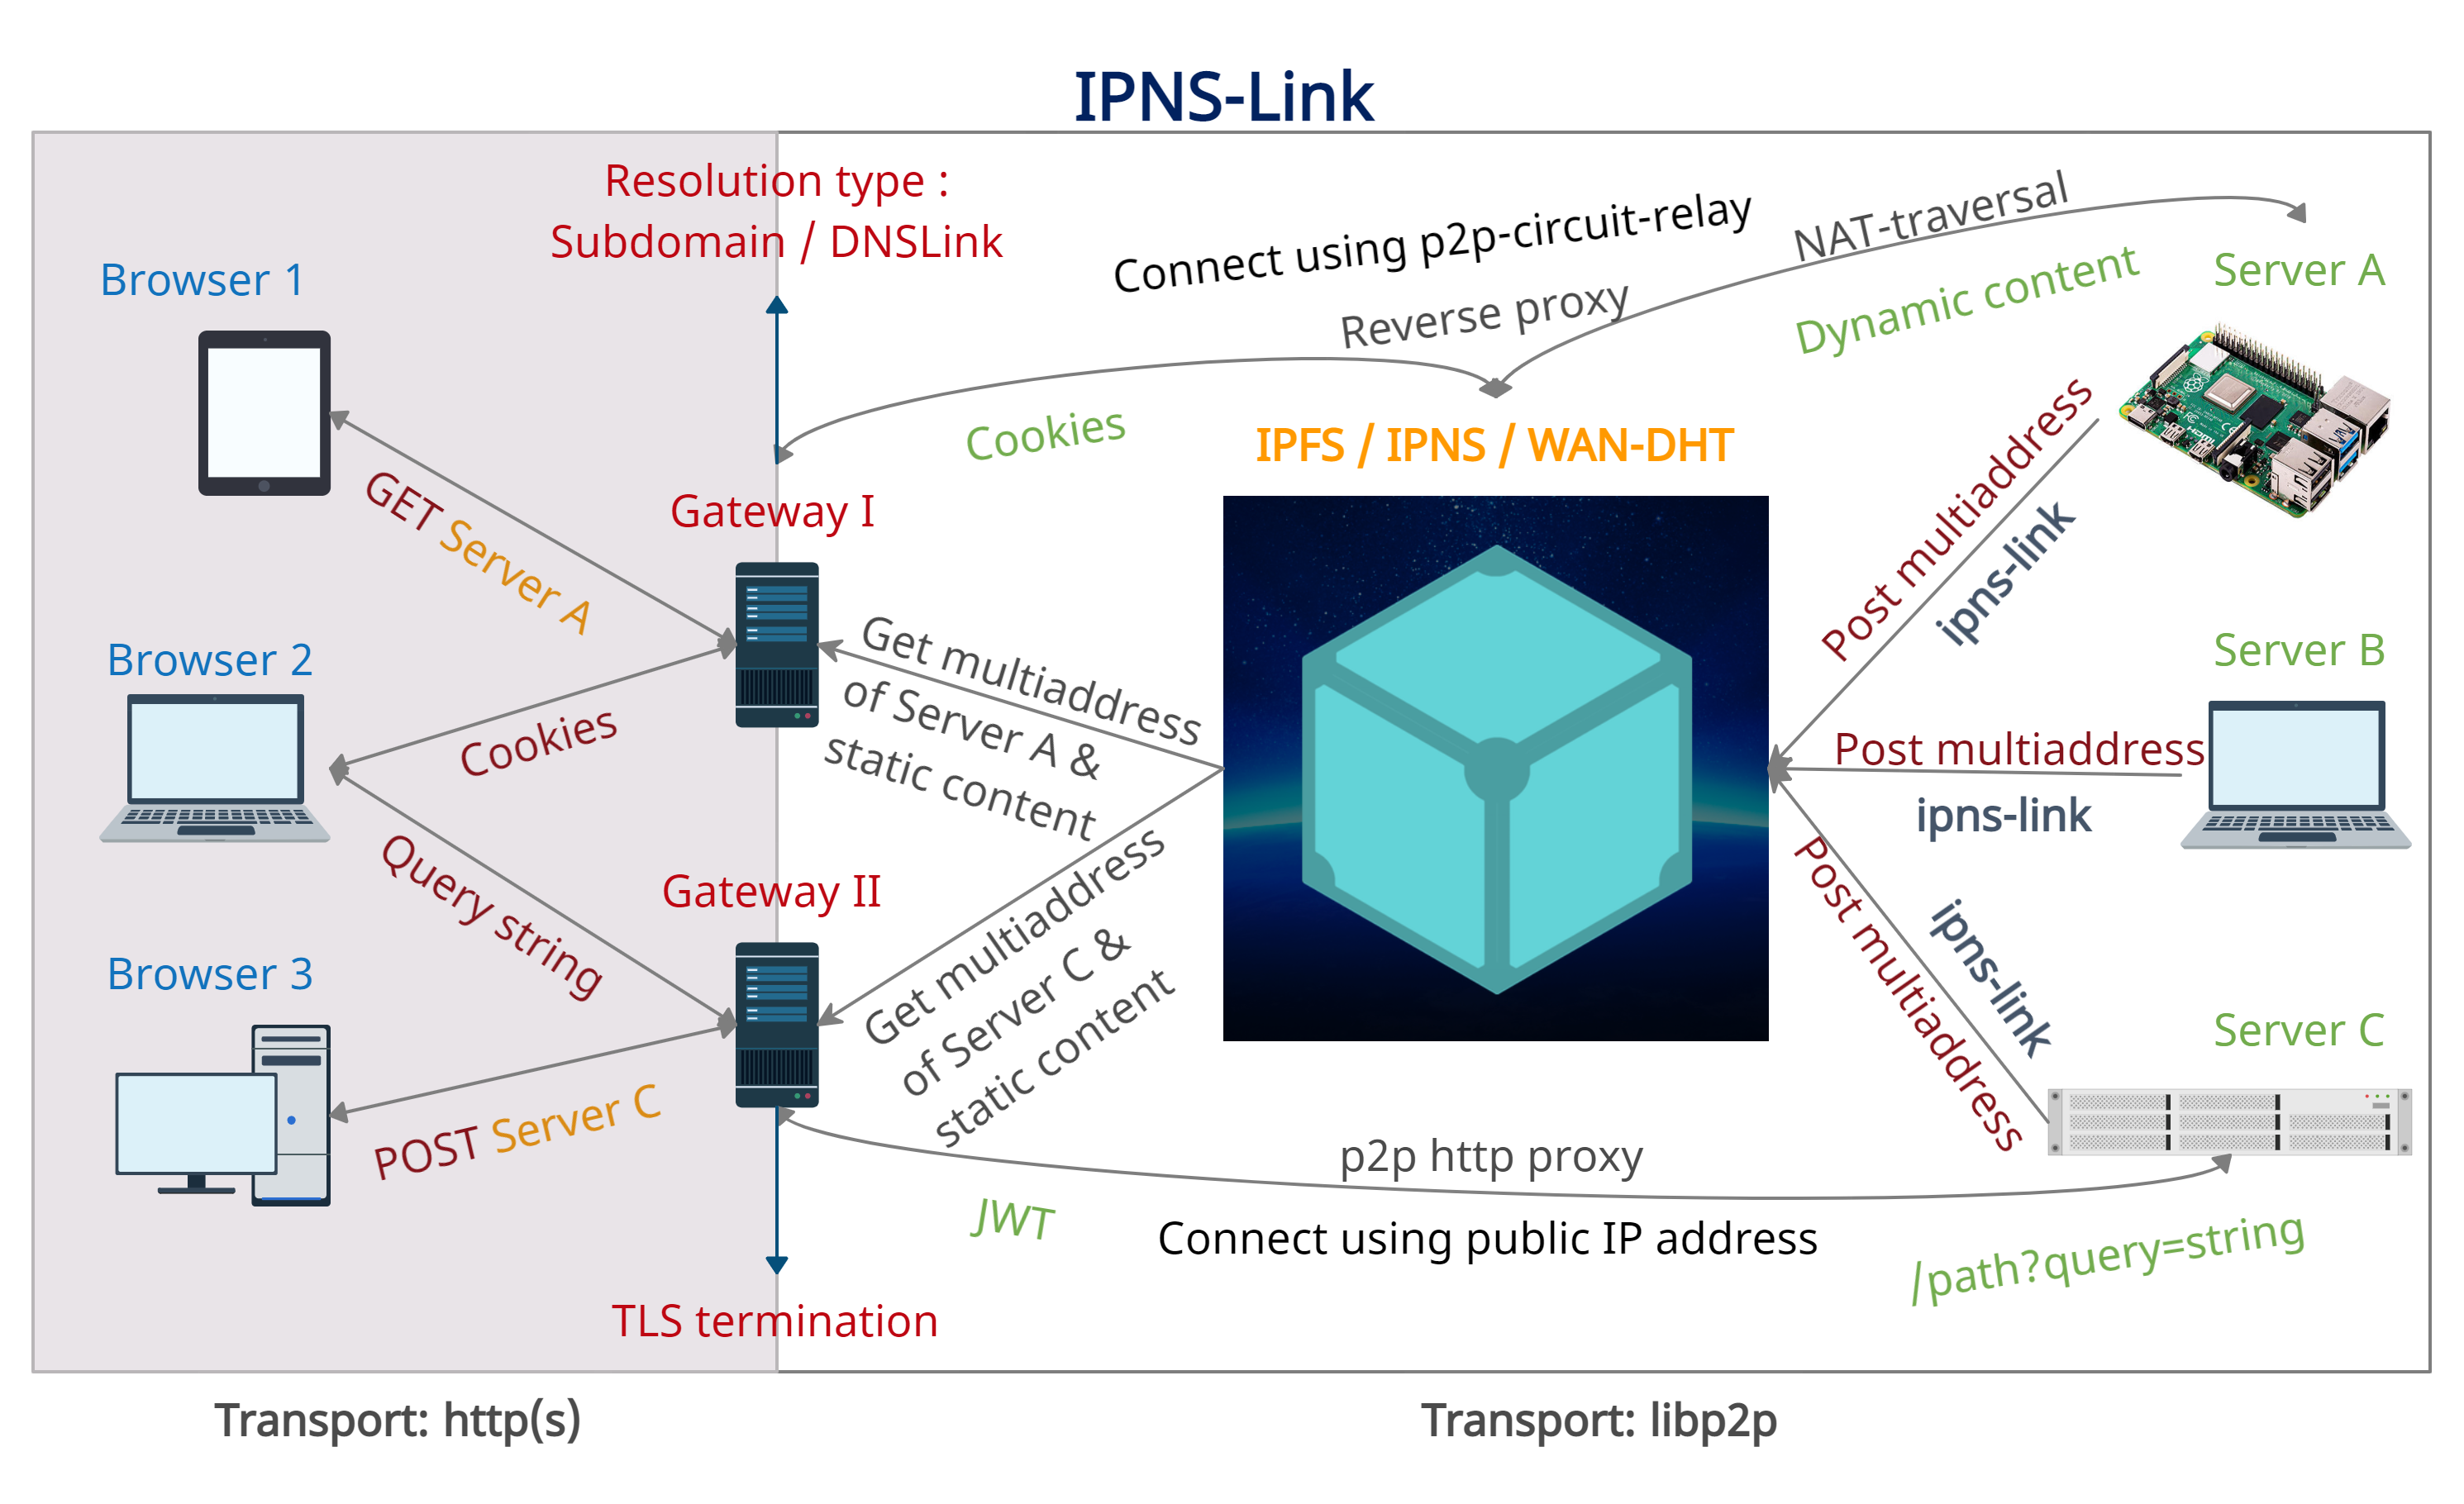 IPNS-Link
Resolution type :
Subdomain / DNSLink
Connect using p2p-circuit-relay
NAT-traversal
Reverse proxy
Dynamic content
Server A
Browser 1
Cookies
IPFS / IPNS / WAN-DHT
GET Server A
Gateway I
Post multiaddress
ipns-link
Browser 2
Cookies
Get multiaddress
of Server A &
static content
Server B
Post multiaddress
ipns-link
Query string
Gateway II
Get multiaddress
of Server C &
static content
Post multiaddress
ipns-link
Browser 3
Server C
POST Server C
p2p http proxy
JWT
Connect using public IP address
/path?query=string
TLS termination
Transport: http(s)
Transport: libp2p